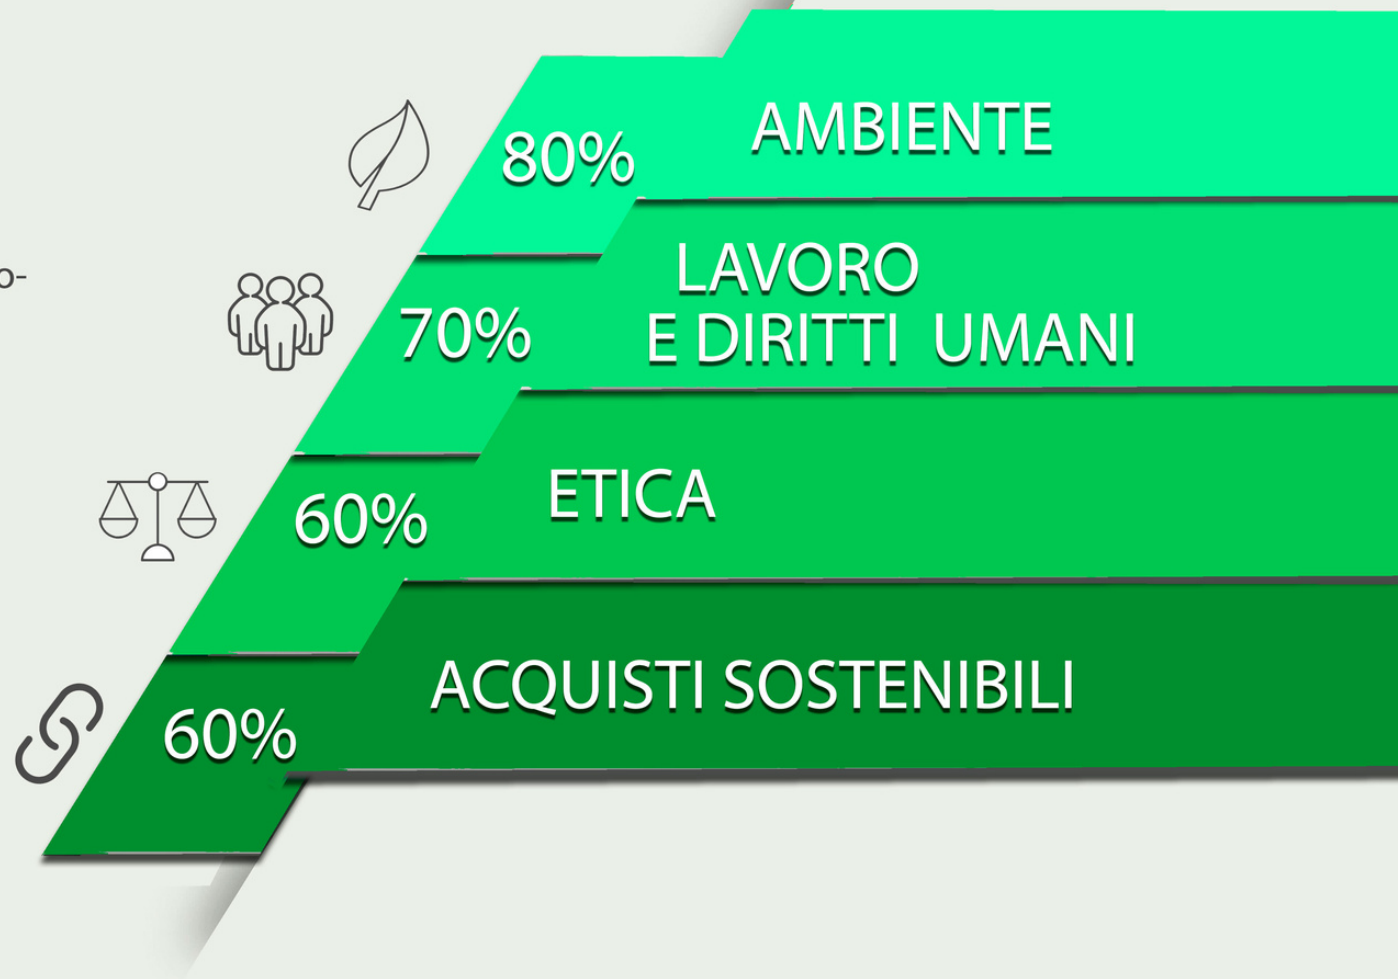 AMBIENTE
80%
o-
LAVORO
E DIRITTI UMANI
70%
ETICA
60%
ACQUISTI SOSTENIBILI
60%